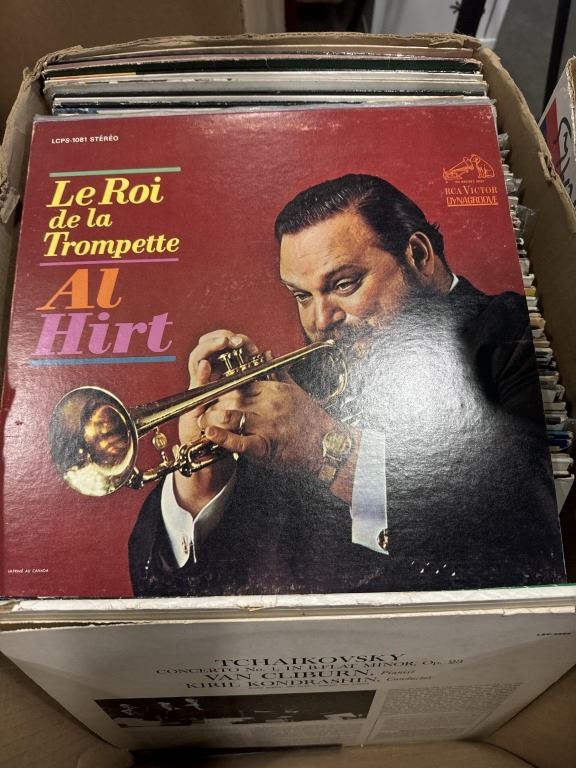 LCPS-1081 STÉRÉO
Le Roi
de la
Trompette
Al
Hirt
RCA VICTOR
DYNAGROOVE
IMPRIMÉ AU CANADA
TCHAIKOVSKY
CONCERTO No. 1, IN B-FLAT MINOR, Op. 23
VAN CLIBURN, Pianist
KIRIL KONDRASHIN, Conductor